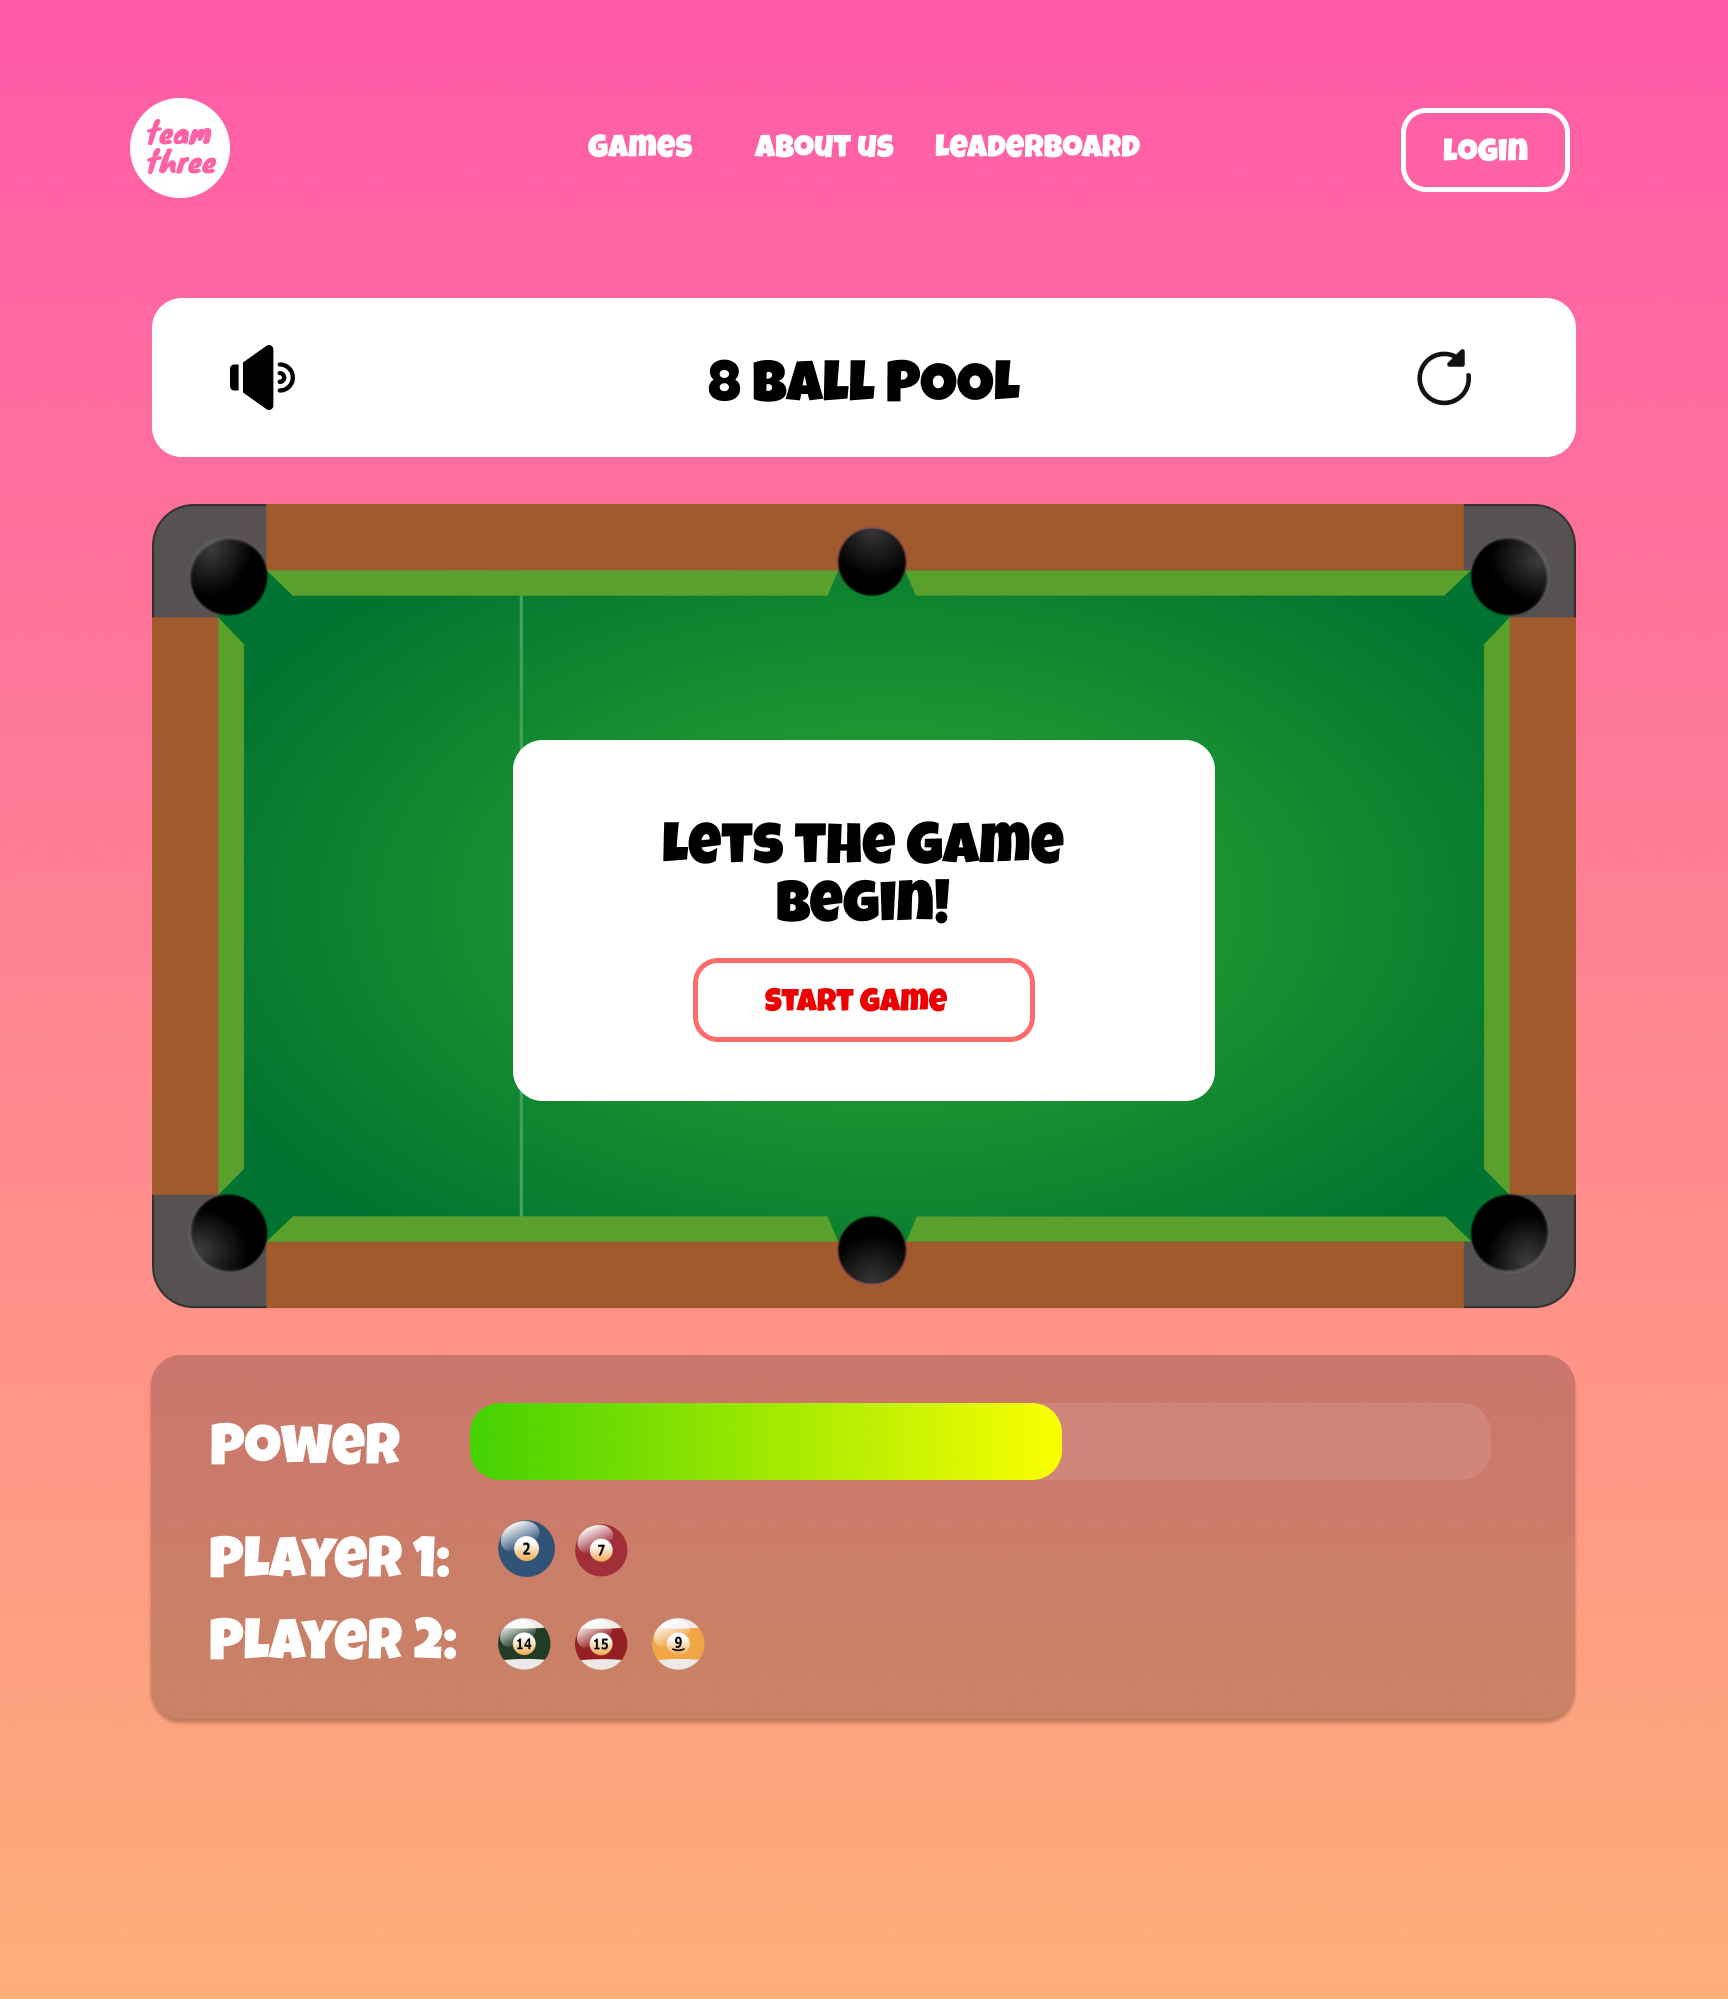 team
three
GAMES
ABOUT US
LEADERBOARD
LOGIN
8 BALL POOL
LETS THE GAME
BEGIN!
START GAME
POWER
PLAYER 1:
2
7
PLAYER 2:
14
15
9